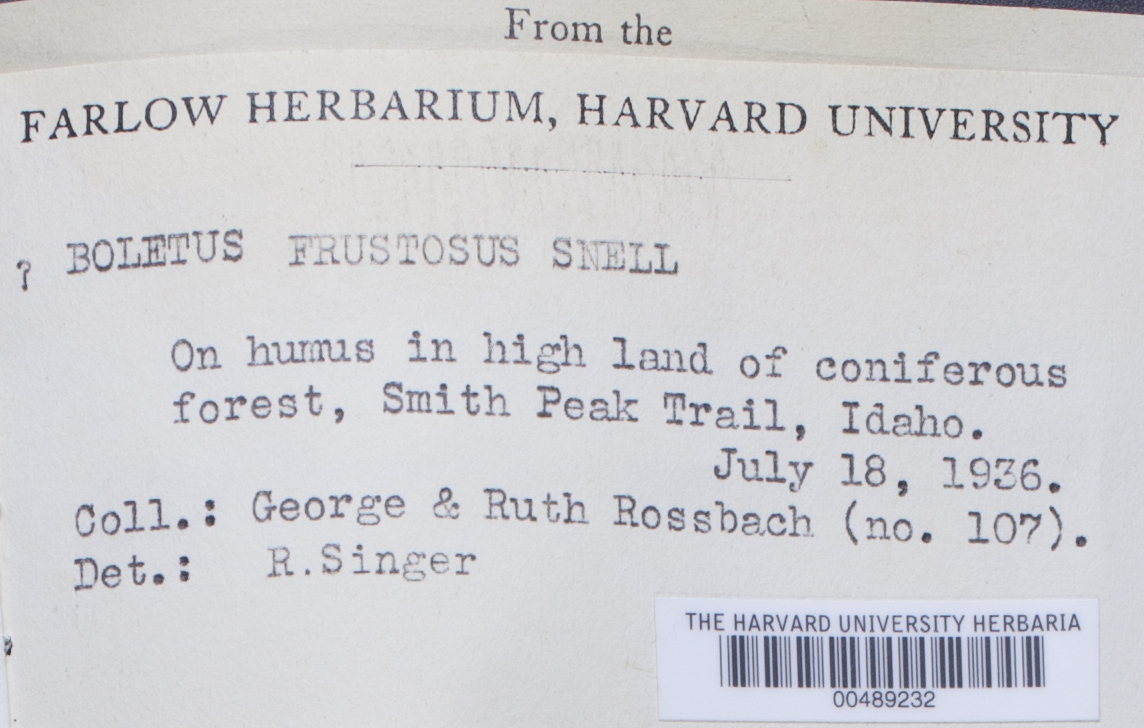 From the
FARLOW HERBARIUM, HARVARD UNIVERSITY
? BOLETUS FRUSTOSUS SNELL
On humus in high land of coniferous
forest, Smith Peak Trail, Idaho.
July 18, 1936.
Coll.: George & Ruth Rossbach (no. 107).
Det.: R.Singer
THE HARVARD UNIVERSITY HERBARIA
00489232